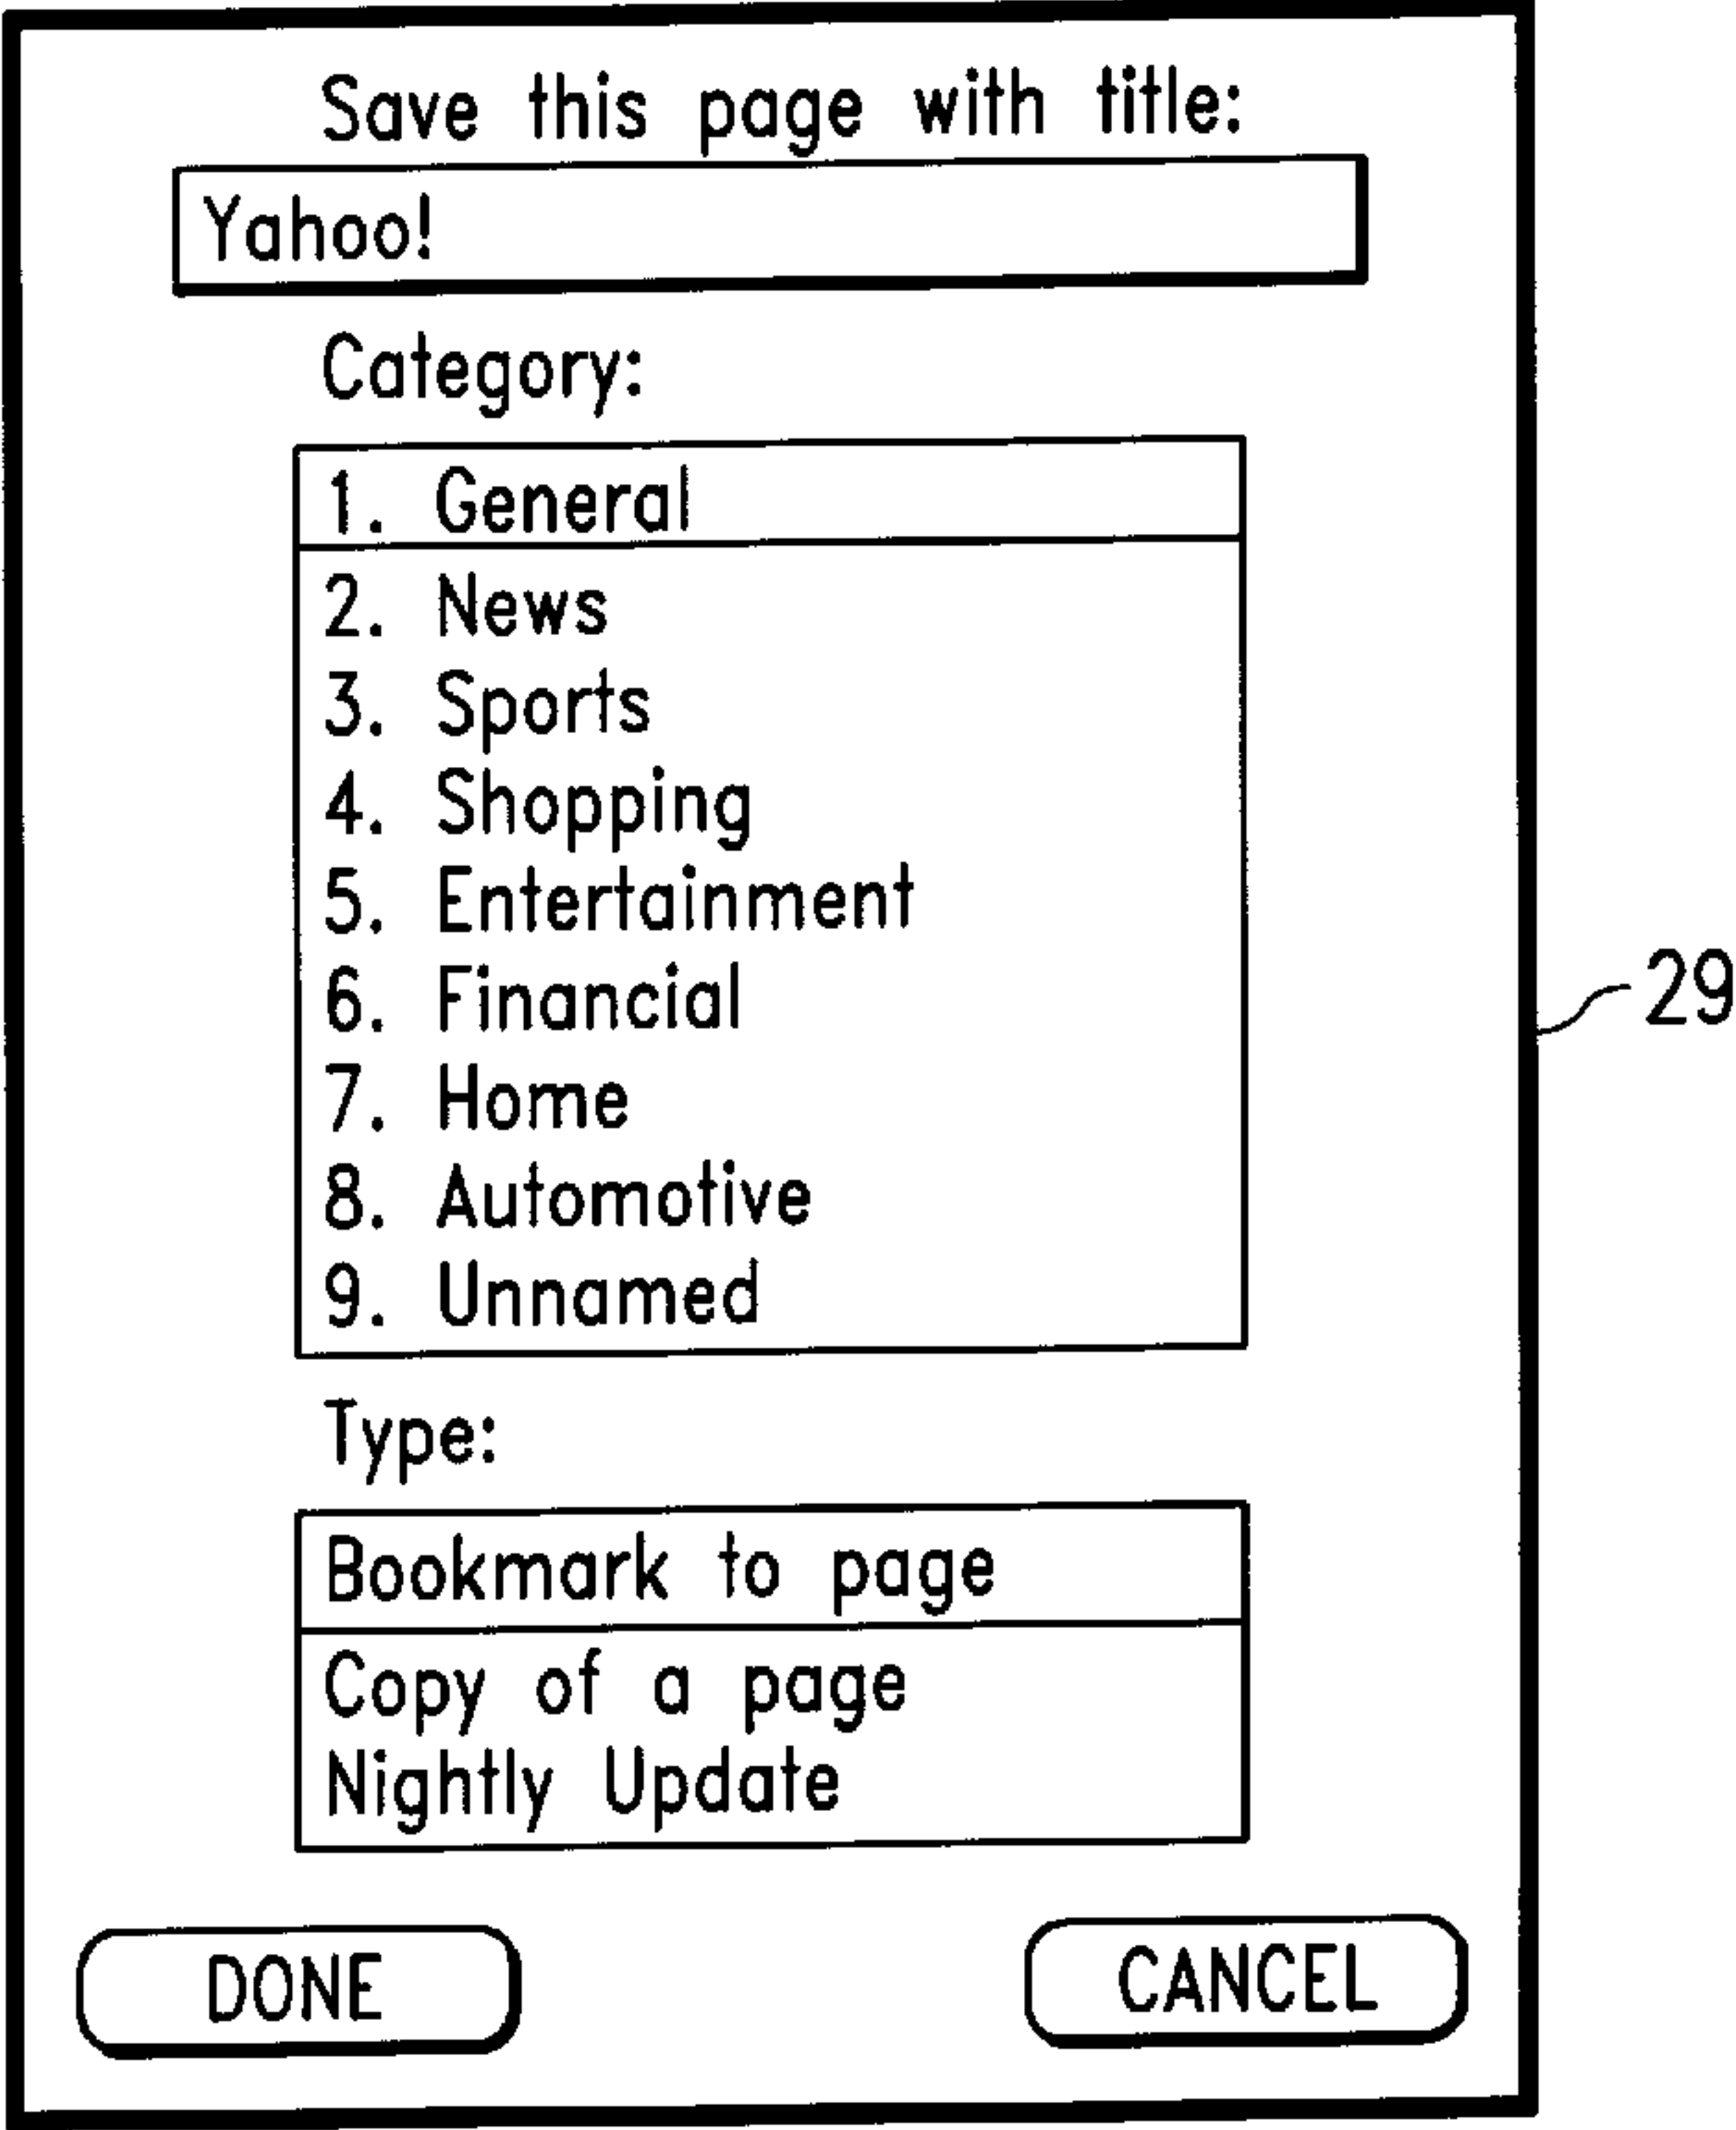 Save this page with title:
Yahoo!
Category:
1. General
2. News
3. Sports
4. Shopping
5. Entertainment
6. Financial
7. Home
8. Automotive
9. Unnamed
29
Type:
Bookmark to page
Copy of a page
Nightly Update
DONE CANCEL